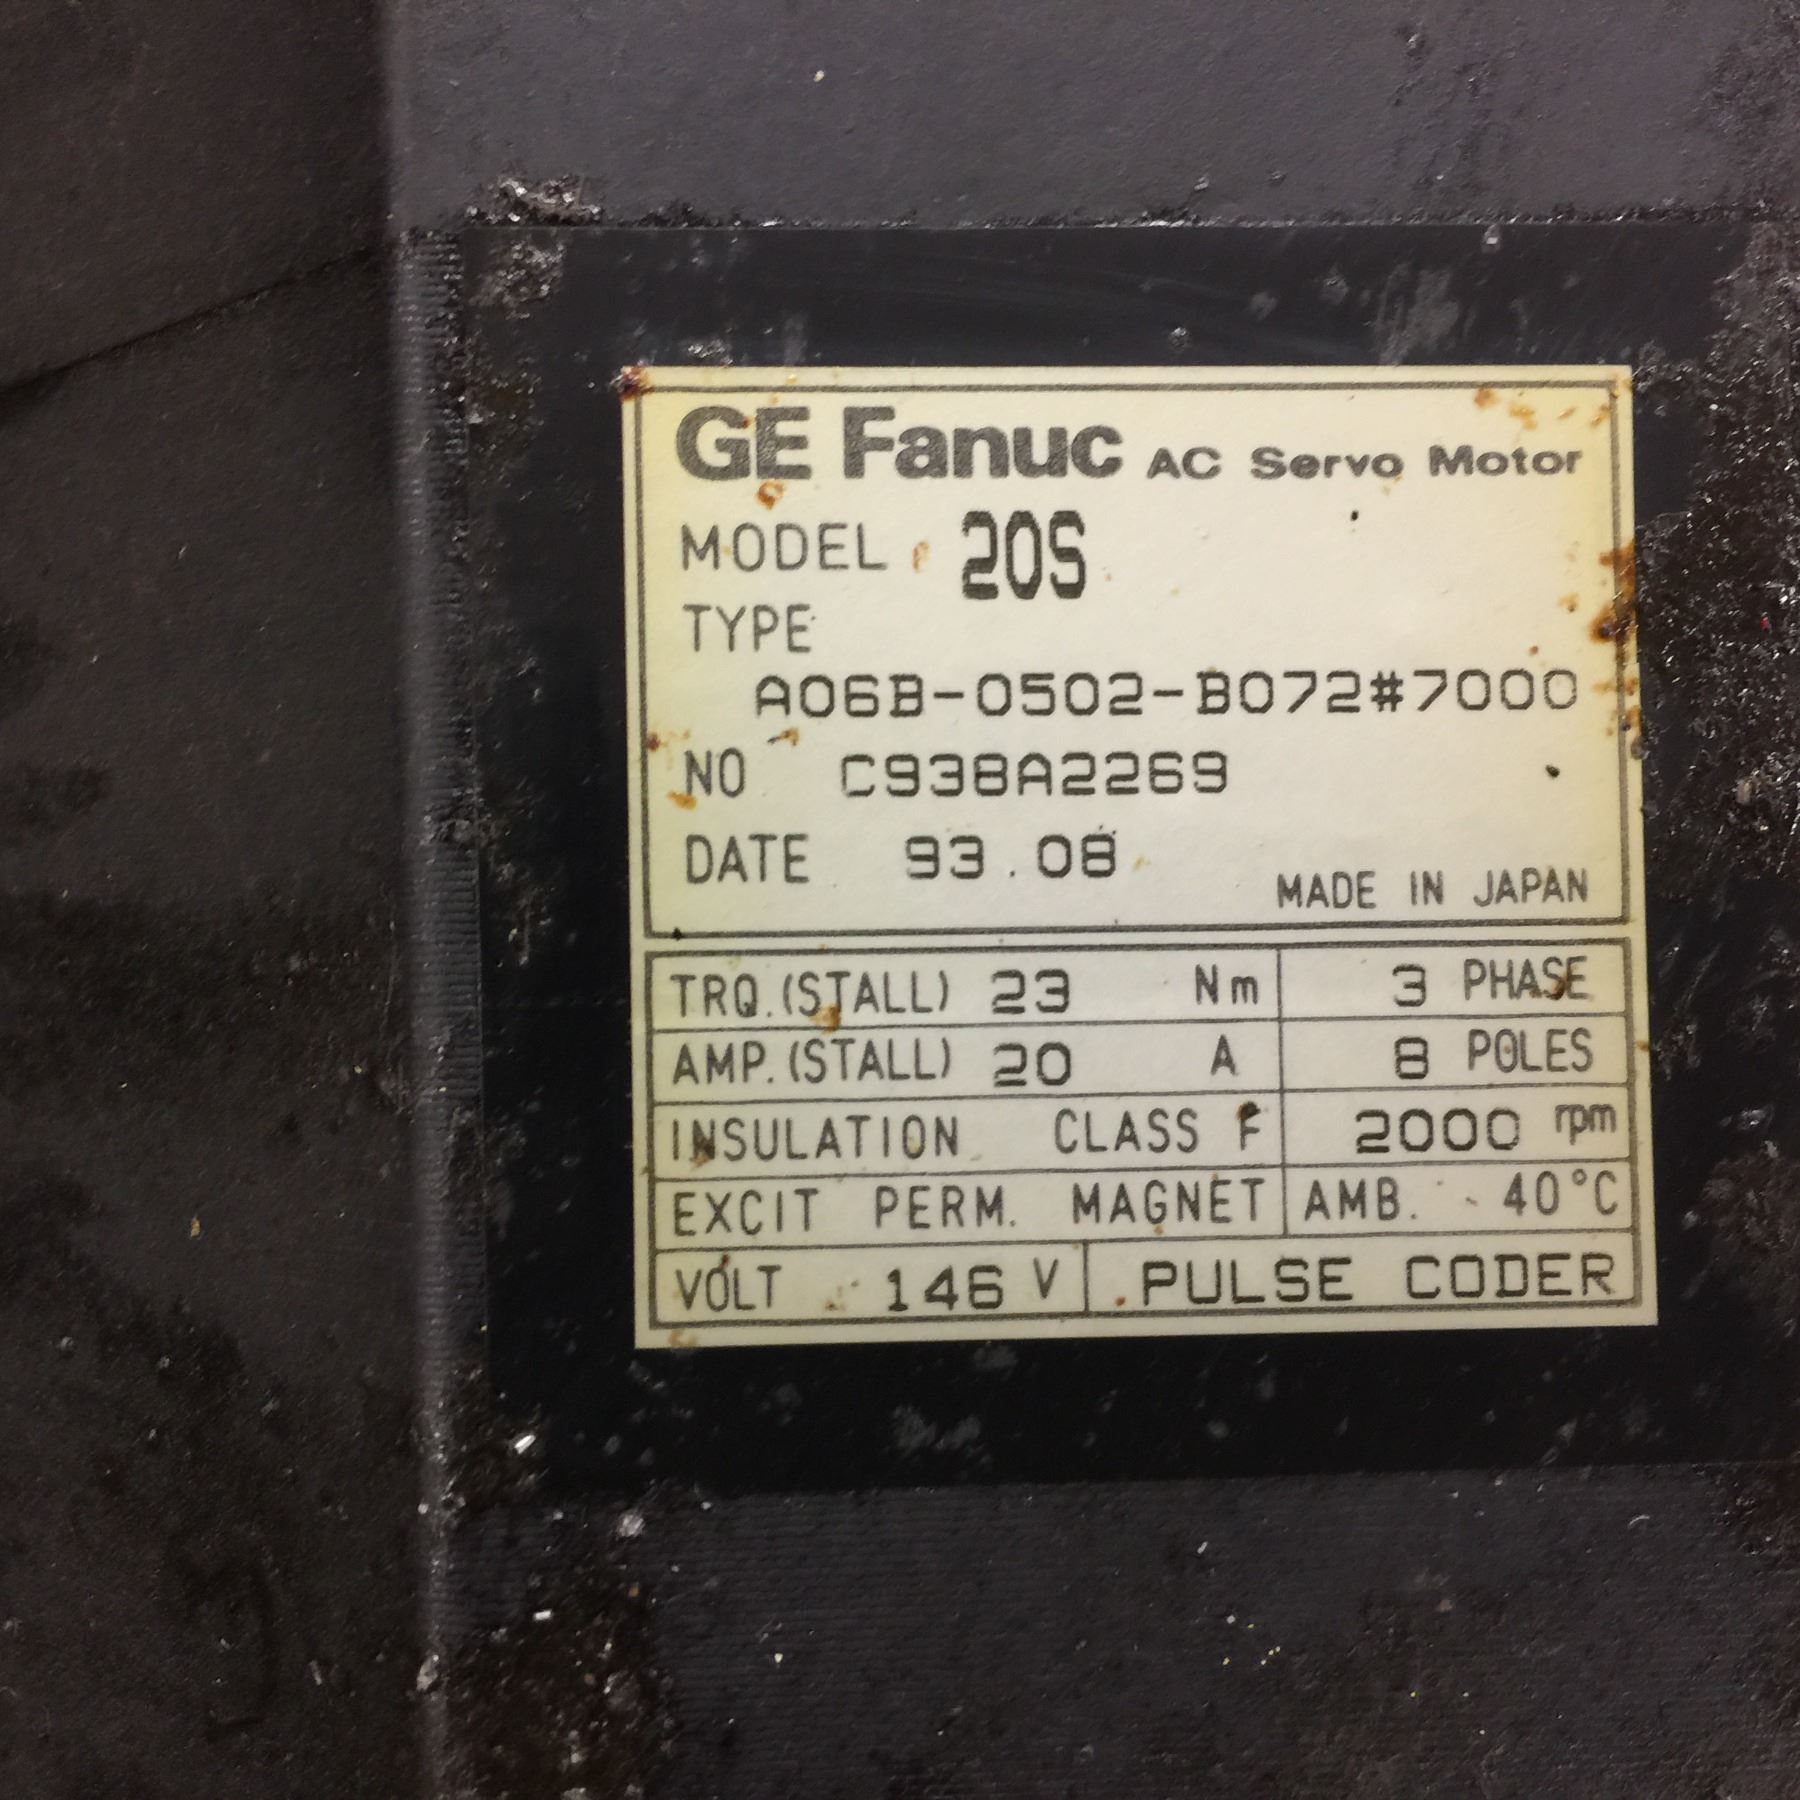 GE Fanuc AC Servo Motor
MODEL 20S
TYPE
A06B-0502-B072#7000
NO C938A2269
DATE 93.08
MADE IN JAPAN
TRQ.(STALL) 23 Nm 3 PHASE
AMP.(STALL) 20 A 8 POLES
INSULATION CLASS F 2000 rpm
EXCIT PERM. MAGNET AMB. 40°C
VOLT 146 V PULSE CODER